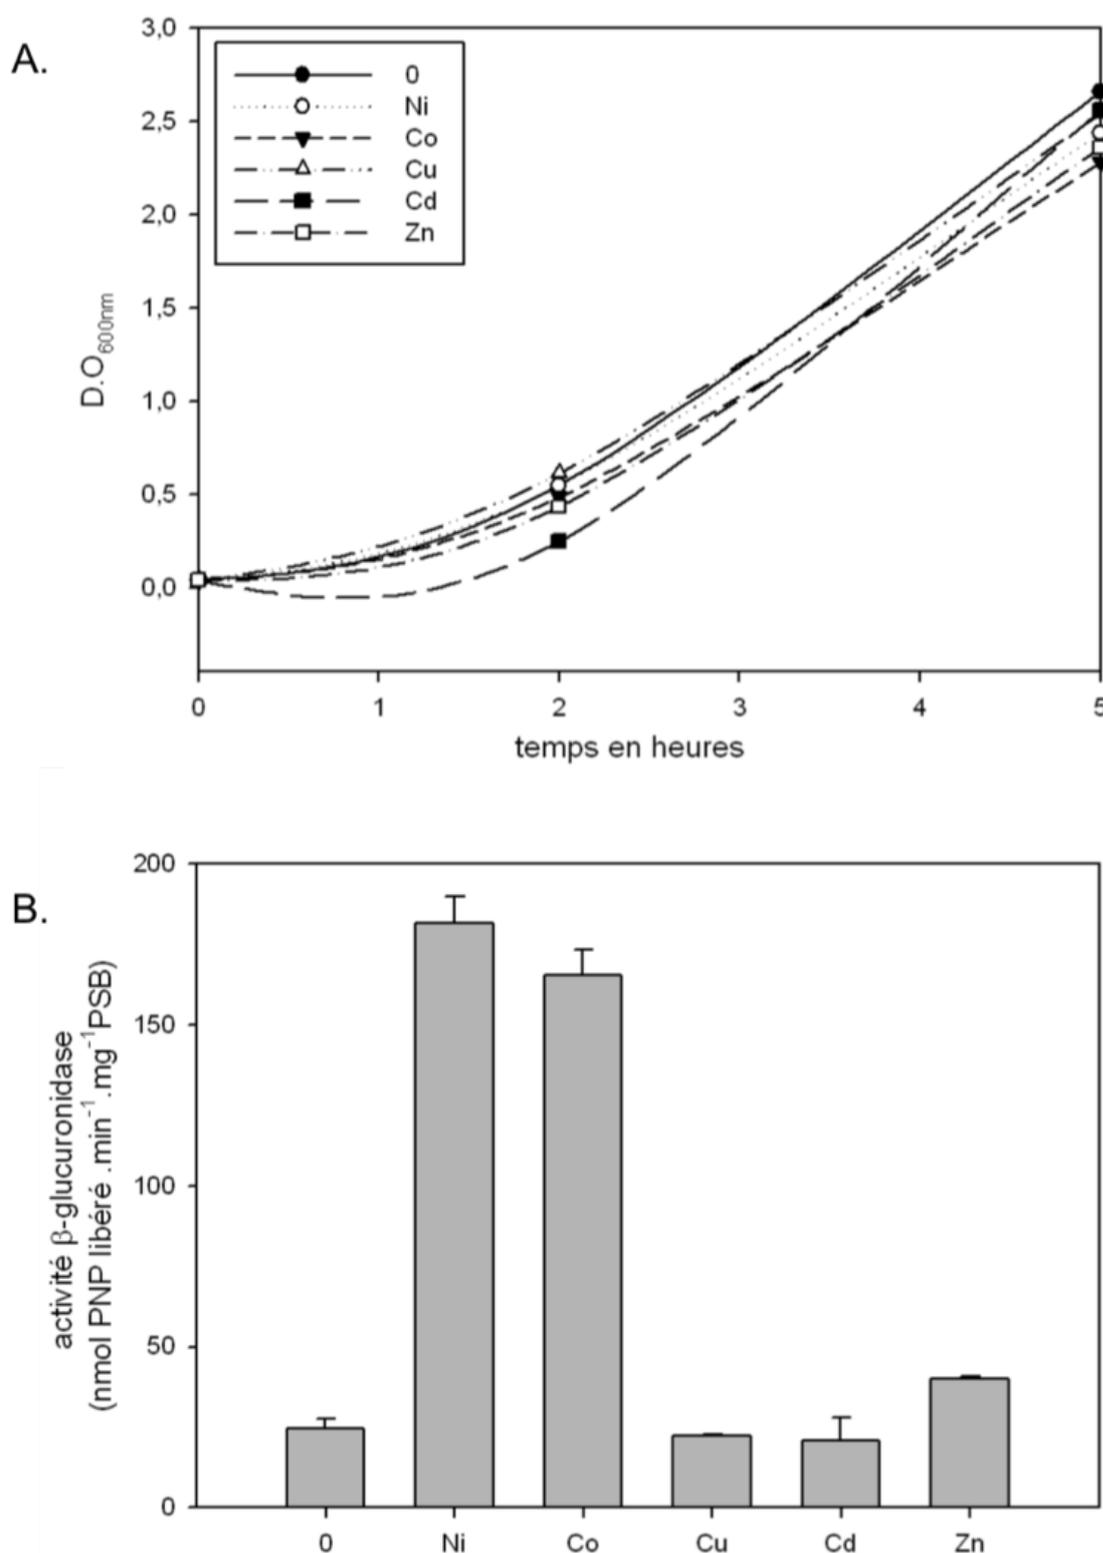 A.
3,0
2,5
2,0
1,5
1,0
0,5
0,0
D.O600nm
0
Ni
Co
Cu
Cd
Zn
0 1 2 3 4 5
temps en heures
B.
200
150
100
50
0
activité β-glucuronidase
(nmol PNP libéré .min⁻¹.mg⁻¹PSB)
0 Ni Co Cu Cd Zn